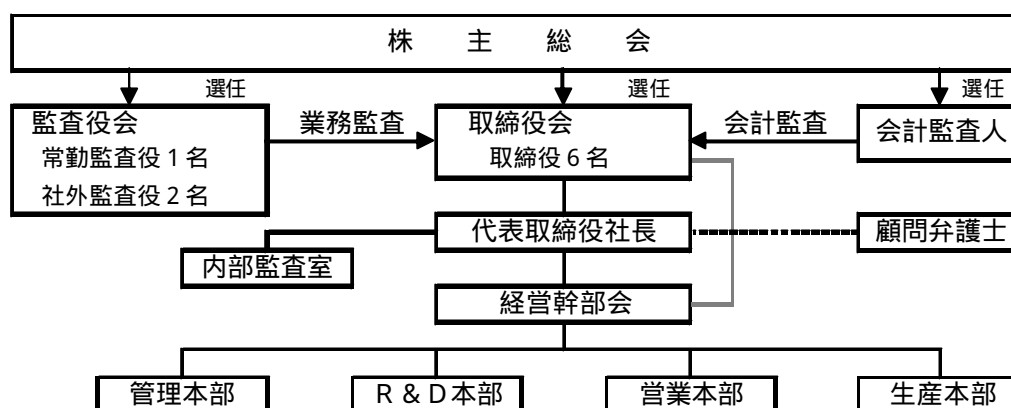 株主総会
選任
選任
選任
監査役会
常勤監査役1名
社外監査役2名
業務監査
取締役会
取締役6名
会計監査
会計監査人
代表取締役社長
顧問弁護士
内部監査室
経営幹部会
管理本部
R&D本部
営業本部
生産本部